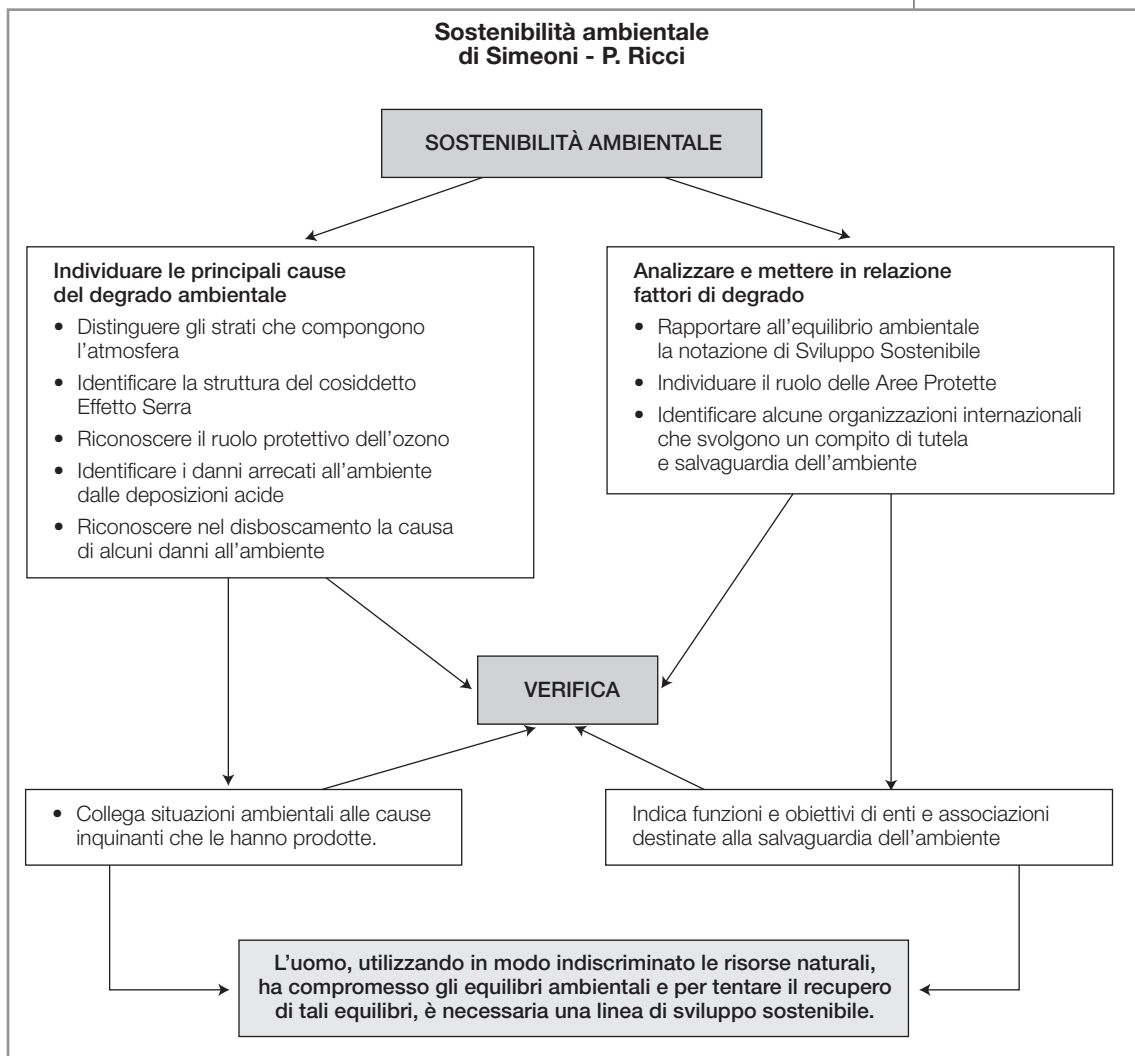 Sostenibilità ambientale
di Simeoni - P. Ricci
SOSTENIBILITÀ AMBIENTALE
Individuare le principali cause
del degrado ambientale
• Distinguere gli strati che compongono
l'atmosfera
• Identificare la struttura del cosiddetto
Effetto Serra
• Riconoscere il ruolo protettivo dell'ozono
• Identificare i danni arrecati all'ambiente
dalle deposizioni acide
• Riconoscere nel disboscamento la causa
di alcuni danni all'ambiente
Analizzare e mettere in relazione
fattori di degrado
• Rapportare all'equilibrio ambientale
la notazione di Sviluppo Sostenibile
• Individuare il ruolo delle Aree Protette
• Identificare alcune organizzazioni internazionali
che svolgono un compito di tutela
e salvaguardia dell'ambiente
VERIFICA
• Collega situazioni ambientali alle cause
inquinanti che le hanno prodotte.
Indica funzioni e obiettivi di enti e associazioni
destinate alla salvaguardia dell'ambiente
L'uomo, utilizzando in modo indiscriminato le risorse naturali,
ha compromesso gli equilibri ambientali e per tentare il recupero
di tali equilibri, è necessaria una linea di sviluppo sostenibile.